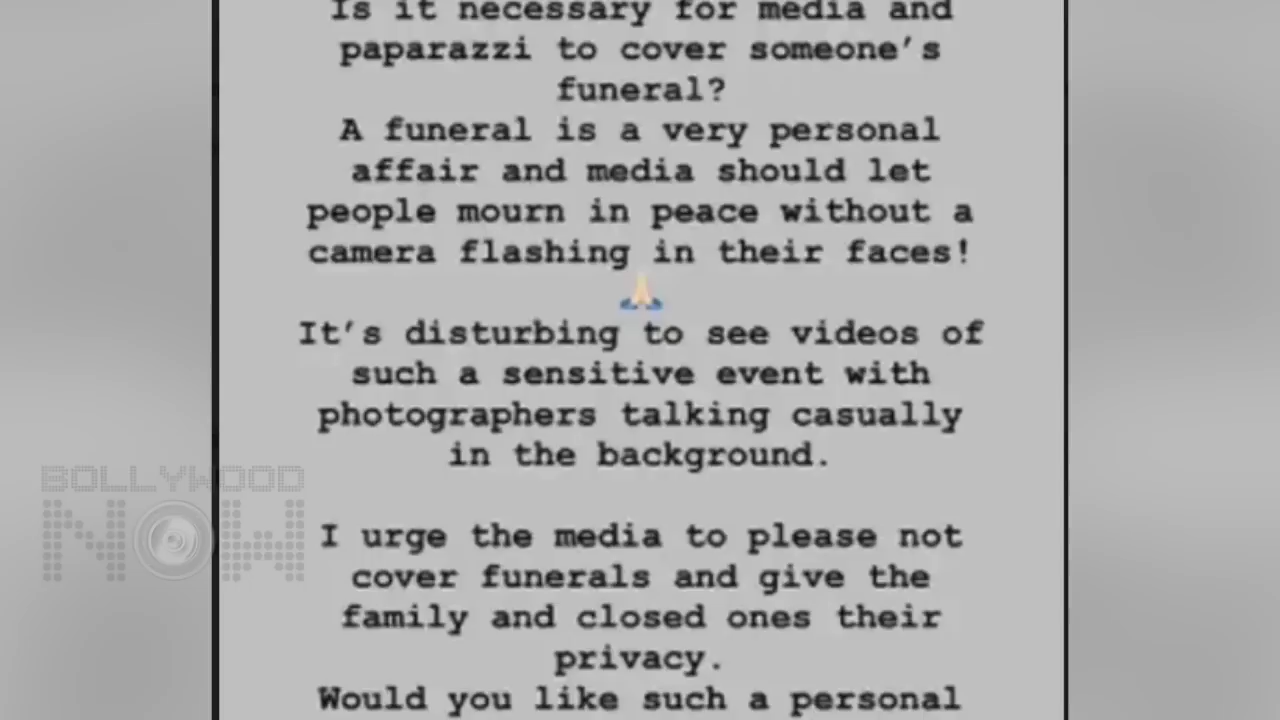 Is it necessary for media and
paparazzi to cover someone's
funeral?
A funeral is a very personal
affair and media should let
people mourn in peace without a
camera flashing in their faces!
🙏🏻
It's disturbing to see videos of
such a sensitive event with
photographers talking casually
in the background.
I urge the media to please not
cover funerals and give the
family and closed ones their
privacy.
Would you like such a personal
BOLLYWOOD
NOW